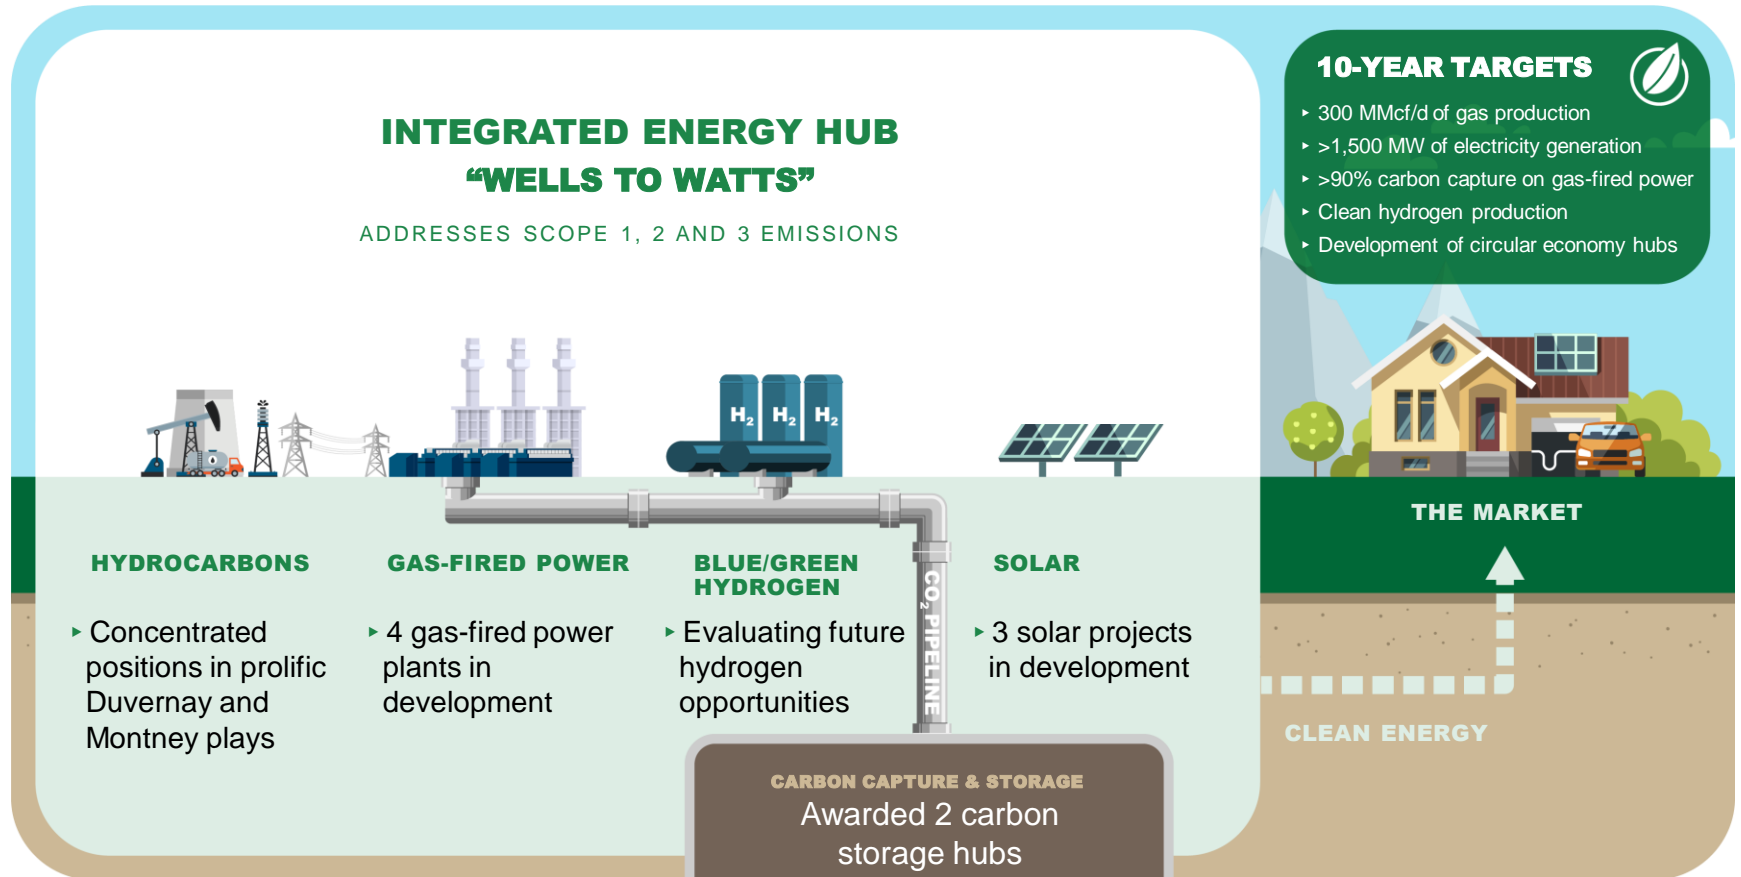 INTEGRATED ENERGY HUB
“WELLS TO WATTS”
ADDRESSES SCOPE 1, 2 AND 3 EMISSIONS
10-YEAR TARGETS
‣ 300 MMcf/d of gas production
‣ >1,500 MW of electricity generation
‣ >90% carbon capture on gas-fired power
‣ Clean hydrogen production
‣ Development of circular economy hubs
H₂ H₂ H₂
HYDROCARBONS
‣ Concentrated
positions in prolific
Duvernay and
Montney plays
GAS-FIRED POWER
‣ 4 gas-fired power
plants in
development
BLUE/GREEN
HYDROGEN
‣ Evaluating future
hydrogen
opportunities
CO₂ PIPELINE
SOLAR
‣ 3 solar projects
in development
THE MARKET
CLEAN ENERGY
CARBON CAPTURE & STORAGE
Awarded 2 carbon
storage hubs